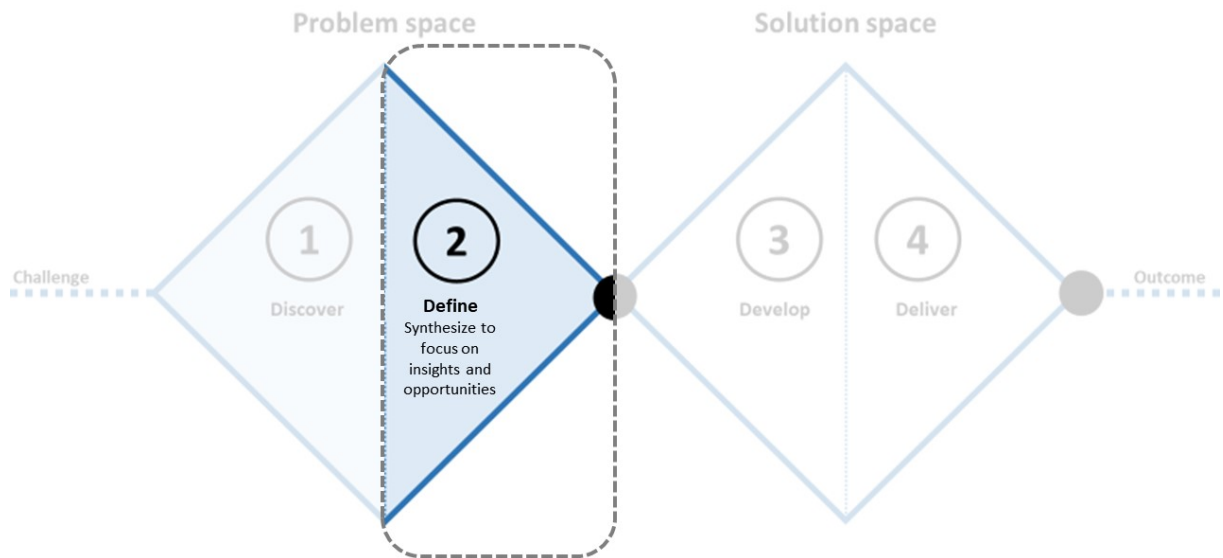 Problem space
Solution space
Challenge
1
Discover
2
Define
Synthesize to
focus on
insights and
opportunities
3
Develop
4
Deliver
Outcome